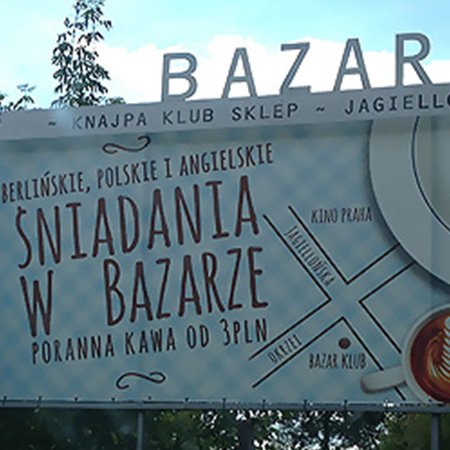 BAZAR
~ KNAJPA KLUB SKLEP ~ JAGIELLO
BERLIŃSKIE, POLSKIE I ANGIELSKIE
ŚNIADANIA
W BAZARZE
PORANNA KAWA OD 3PLN
KINO PRAHA
JAGIELLOŃSKA
OKRZEI
BAZAR KLUB